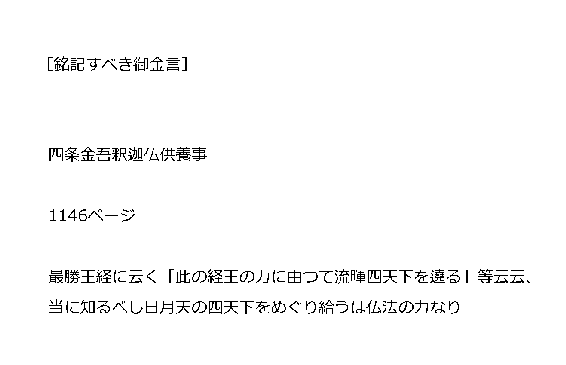 [銘記すべき御金言]
四条金吾釈迦仏供養事
1146ページ
最勝王経に云く「此の経王の力に由つて流暉四天下を遶る」等云云、
当に知るべし日月天の四天下をめぐり給うは仏法の力なり